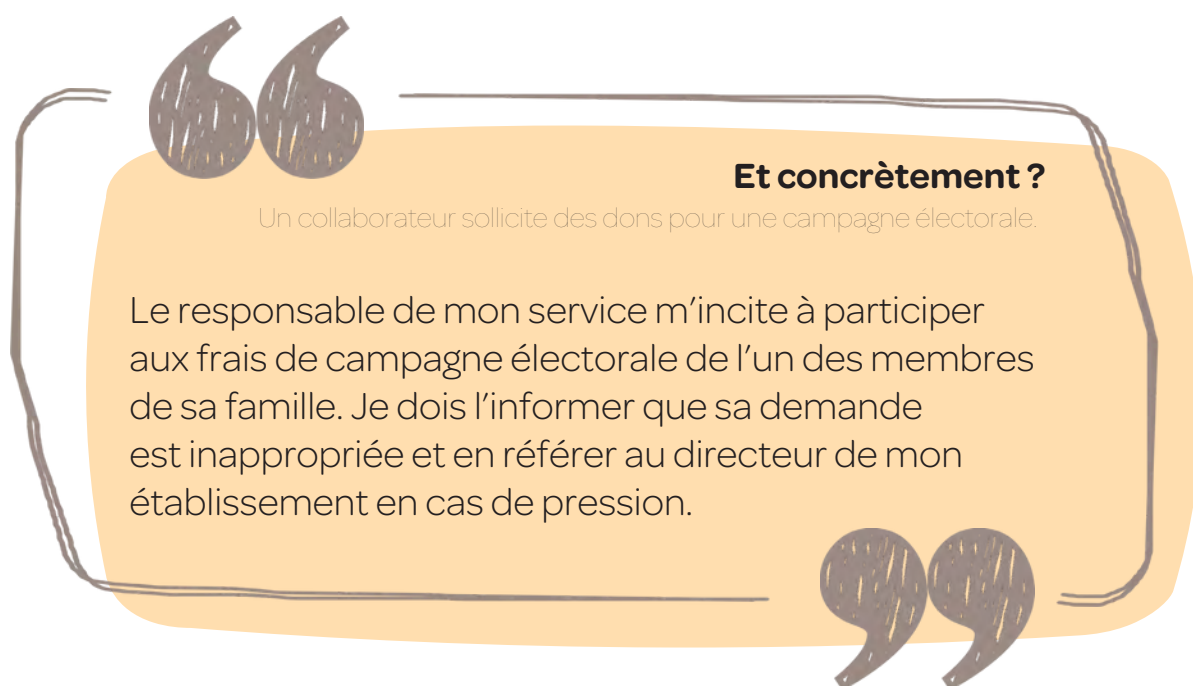 Et concrètement ?
Un collaborateur sollicite des dons pour une campagne électorale.
Le responsable de mon service m’incite à participer
aux frais de campagne électorale de l’un des membres
de sa famille. Je dois l’informer que sa demande
est inappropriée et en référer au directeur de mon
établissement en cas de pression.